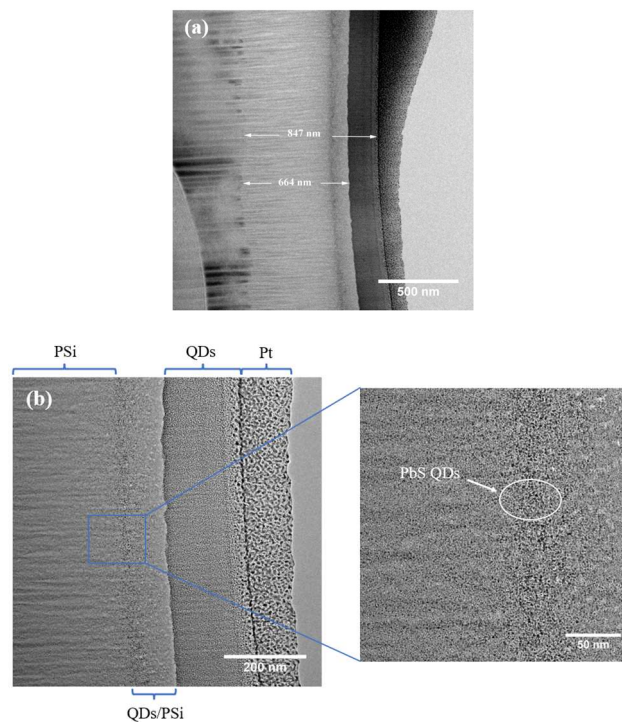 (a)
847 nm
664 nm
500 nm
PSi
QDs
Pt
(b)
PbS QDs
200 nm
50 nm
QDs/PSi